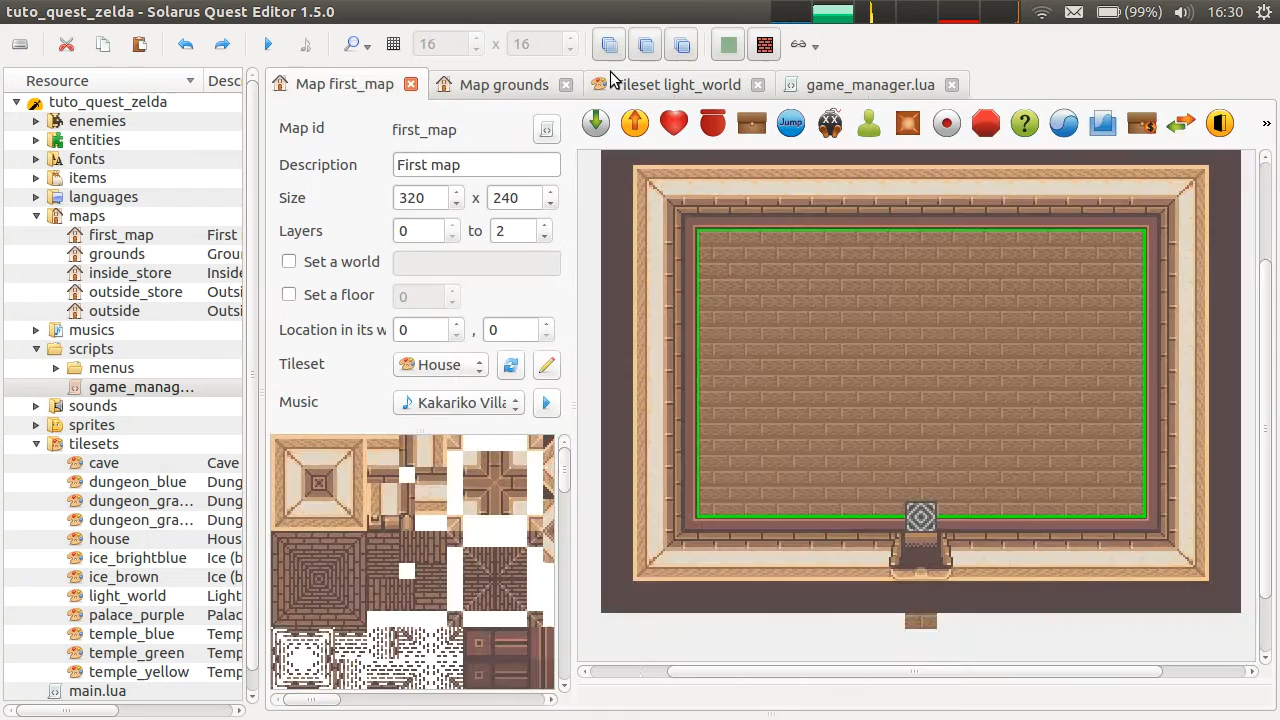 tuto_quest_zelda - Solarus Quest Editor 1.5.0
(99%)
16:30
16 x 16
Resource
Desc
Map first_map
Map grounds
tileset light_world
game_manager.lua
tuto_quest_zelda
enemies
entities
fonts
items
languages
maps
first_map First
grounds Grou
inside_store Insid
outside_store Outsi
outside Outsi
musics
scripts
menus
game_manag...
sounds
sprites
tilesets
cave Cave
dungeon_blue Dung
dungeon_gra... Dung
dungeon_gra... Dung
house House
ice_brightblue Ice (b
ice_brown Ice (b
light_world Light
palace_purple Palac
temple_blue Temp
temple_green Temp
temple_yellow Temp
main.lua
Map id first_map
Description First map
Size 320 x 240
Layers 0 to 2
Set a world
Set a floor 0
Location in its w 0 , 0
Tileset House
Music Kakariko Villa
Jump
?
$
»